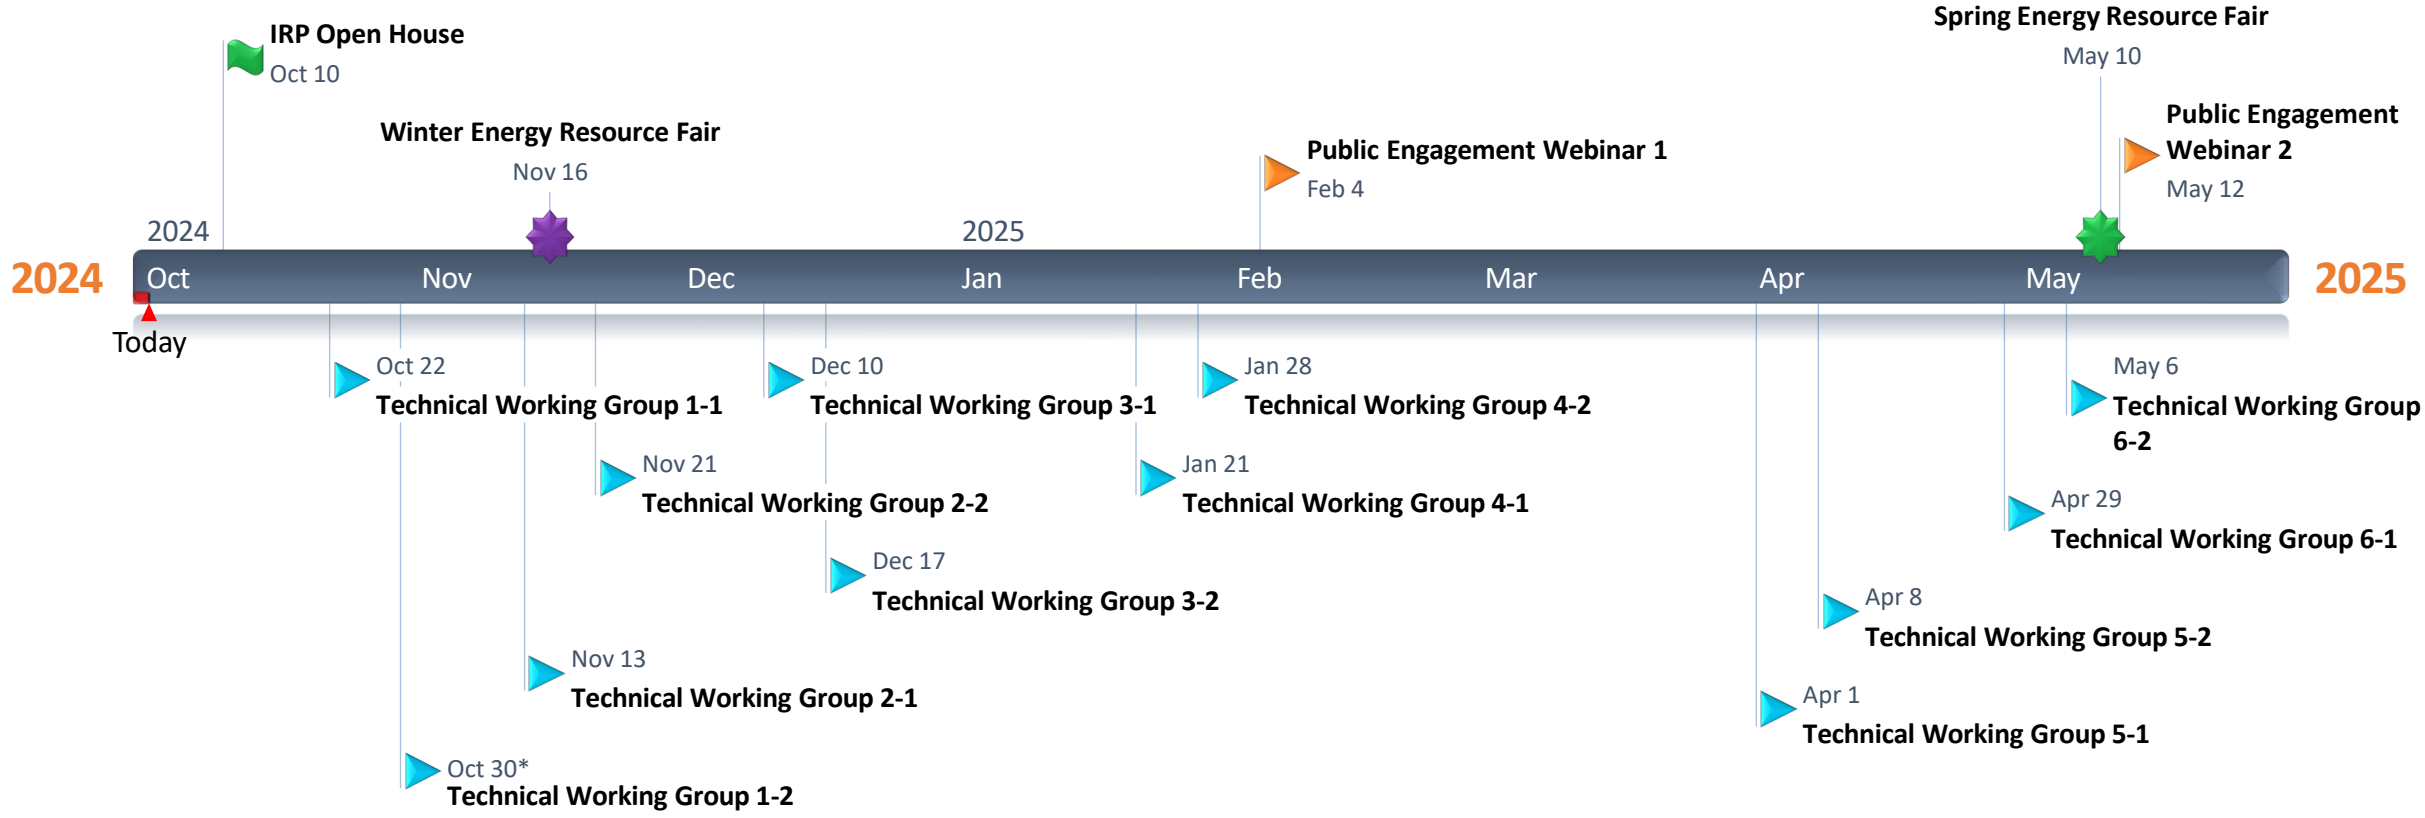 Spring Energy Resource Fair
May 10
IRP Open House
Oct 10
Public Engagement
Webinar 2
May 12
Winter Energy Resource Fair
Nov 16
Public Engagement Webinar 1
Feb 4
2024
2025
2024
Oct
Nov
Dec
Jan
Feb
Mar
Apr
May
2025
Today
Oct 22
Technical Working Group 1-1
Dec 10
Technical Working Group 3-1
Jan 28
Technical Working Group 4-2
May 6
Technical Working Group
6-2
Nov 21
Technical Working Group 2-2
Jan 21
Technical Working Group 4-1
Apr 29
Technical Working Group 6-1
Dec 17
Technical Working Group 3-2
Apr 8
Technical Working Group 5-2
Nov 13
Technical Working Group 2-1
Apr 1
Technical Working Group 5-1
Oct 30*
Technical Working Group 1-2